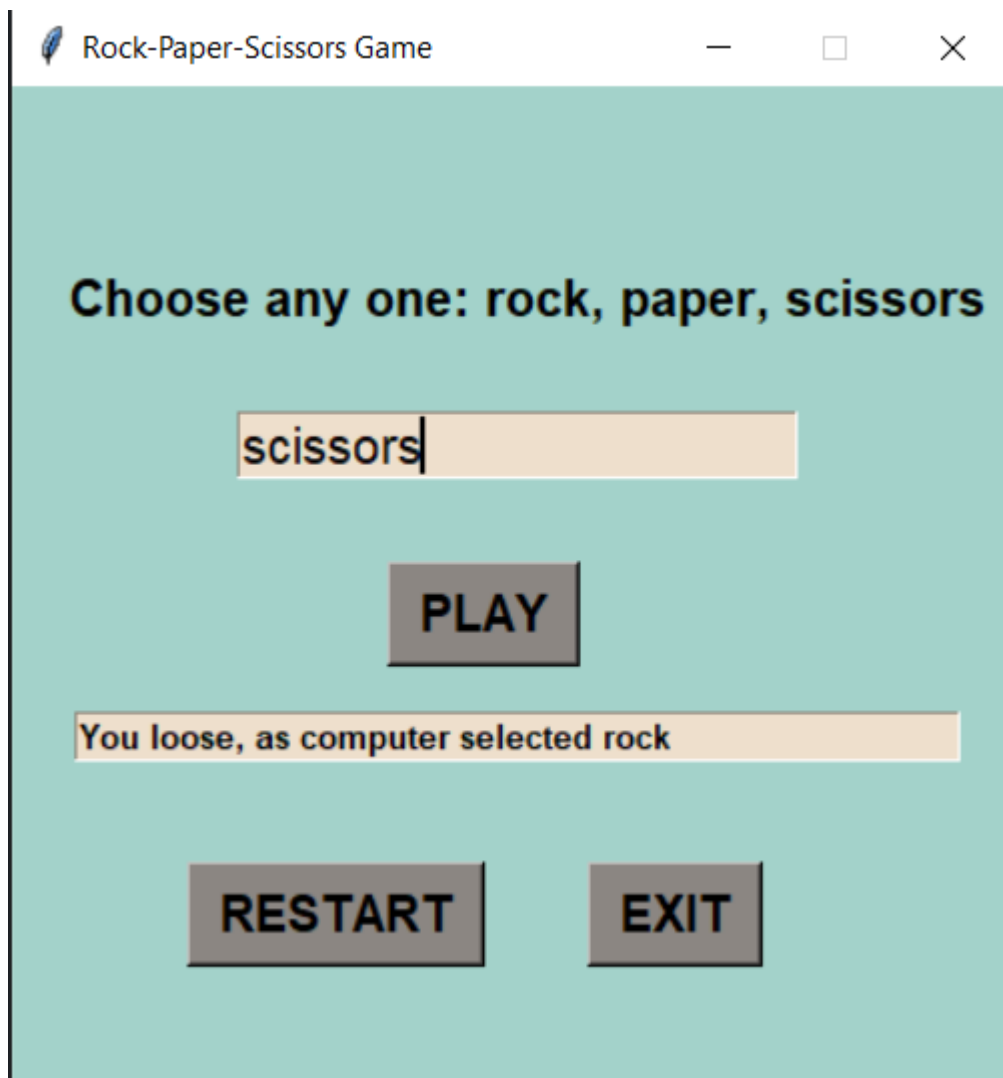 Rock-Paper-Scissors Game
Choose any one: rock, paper, scissors
scissors
PLAY
You loose, as computer selected rock
RESTART EXIT